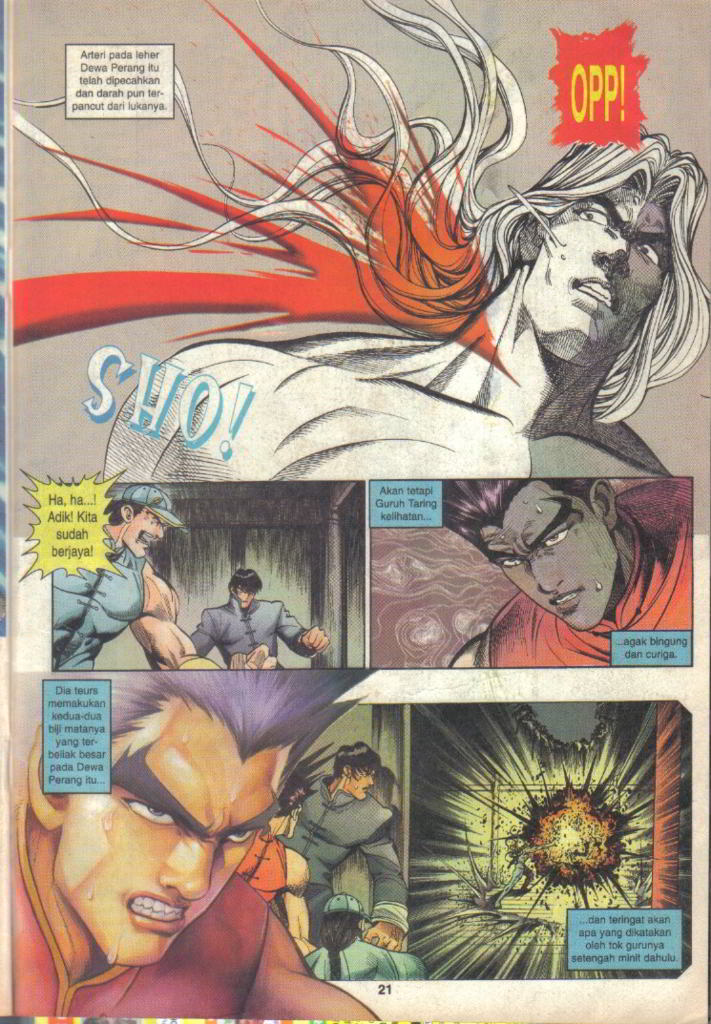 Arteri pada leher
Dewa Perang itu
telah dipecahkan
dan darah pun ter-
pancut dari lukanya.
OPP!
SHO!
Ha, ha...!
Adik! Kita
sudah
berjaya!
Akan tetapi
Guruh Taring
kelihatan...
...agak bingung
dan curiga.
Dia teurs
memakukan
kedua-dua
biji matanya
yang ter-
beliak besar
pada Dewa
Perang itu...
...dan teringat akan
apa yang dikatakan
oleh tok gurunya
setengah minit dahulu.
21